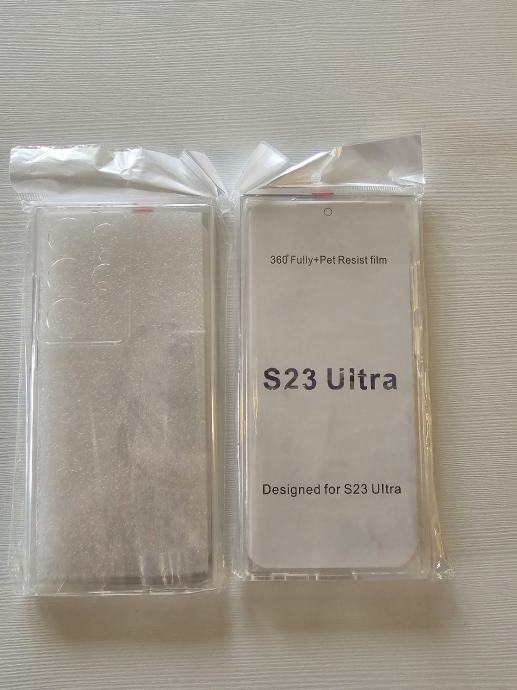 360°Fully+Pet Resist film
S23 Ultra
Designed for S23 Ultra